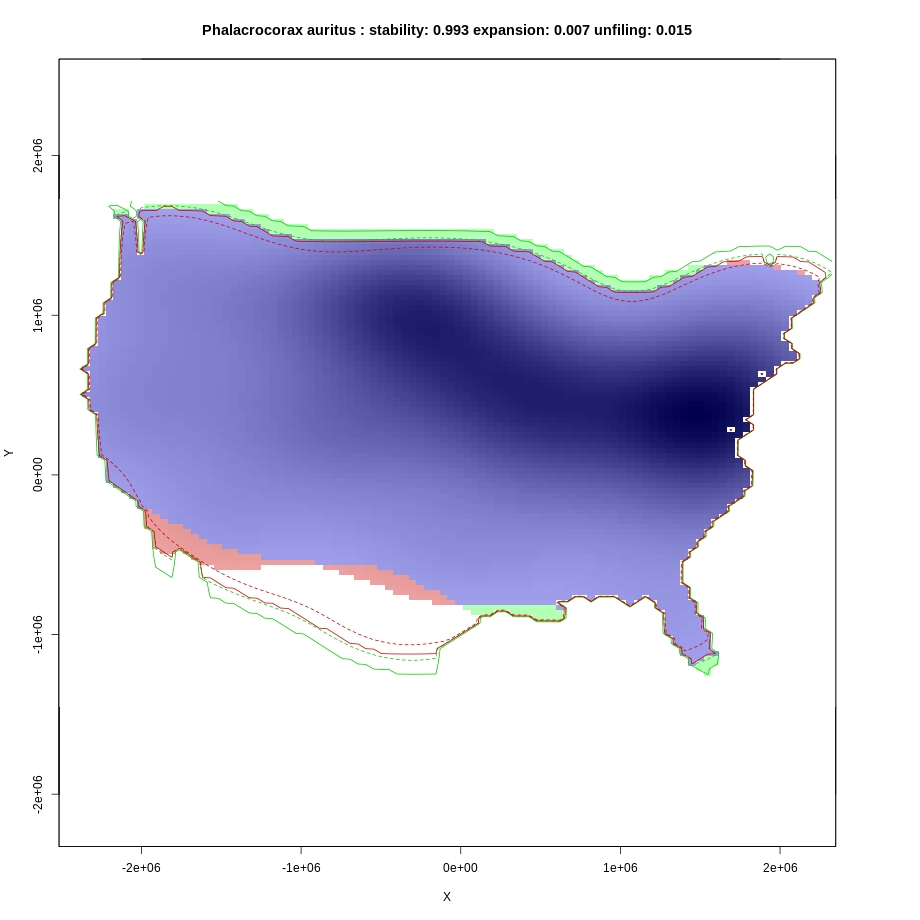 Phalacrocorax auritus : stability: 0.993 expansion: 0.007 unfiling: 0.015
2e+06
1e+06
0e+00
-1e+06
-2e+06
Y
-2e+06 -1e+06 0e+00 1e+06 2e+06
X